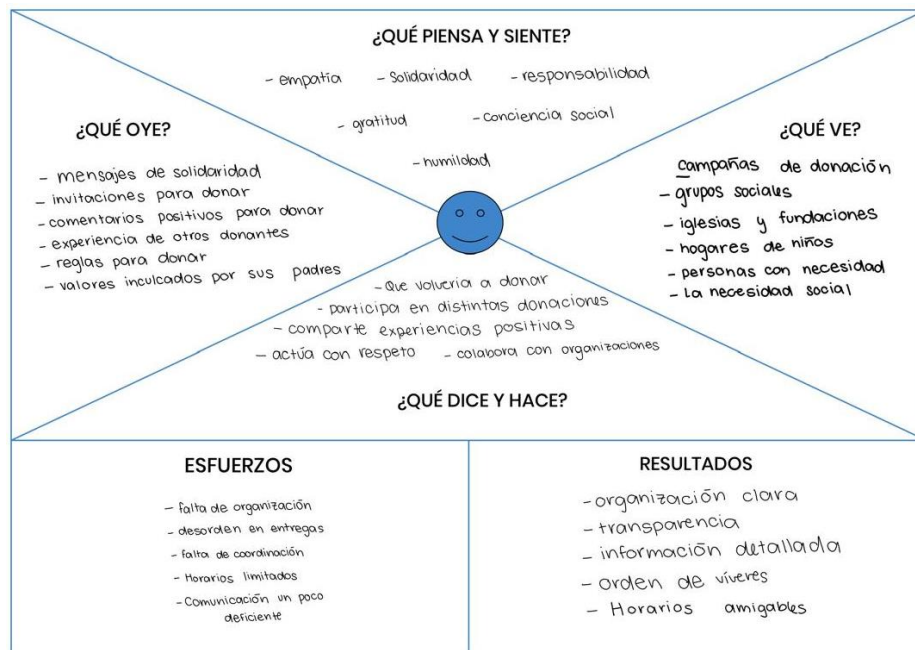 ¿QUÉ PIENSA Y SIENTE?
- empatía - Solidaridad - responsabilidad
- gratitud - conciencia social
- humildad
¿QUÉ OYE?
- mensajes de solidaridad
- invitaciones para donar
- comentarios positivos para donar
- experiencia de otros donantes
- reglas para donar
- valores inculcados por sus padres
¿QUÉ VE?
campañas de donación
- grupos sociales
- iglesias y fundaciones
- hogares de niños
- personas con necesidad
- La necesidad social
- Que volvería a donar
- participa en distintas donaciones
- comparte experiencias positivas
- actúa con respeto - colabora con organizaciones
¿QUÉ DICE Y HACE?
ESFUERZOS
- falta de organización
- desorden en entregas
- falta de coordinación
- Horarios limitados
- Comunicación un poco
deficiente
RESULTADOS
- organización clara
- transparencia
- información detallada
- orden de víveres
- Horarios amigables